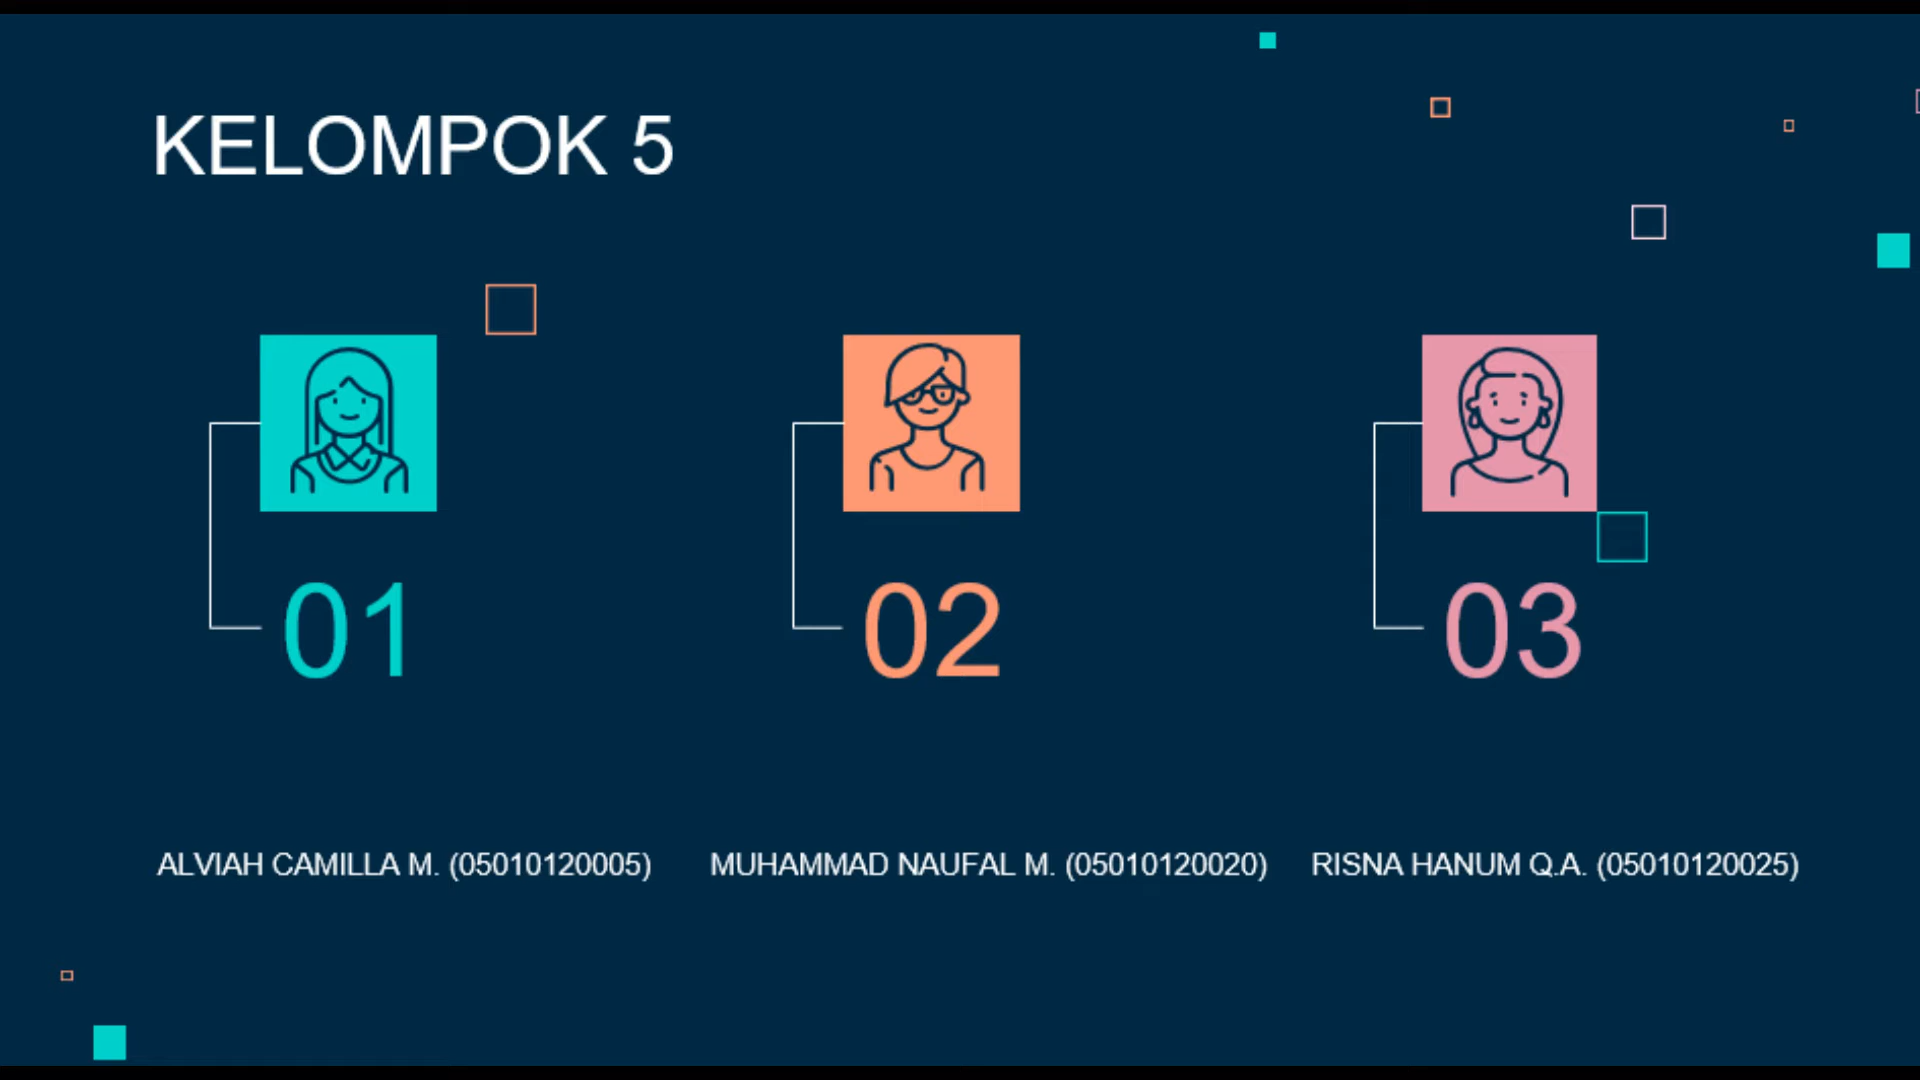 KELOMPOK 5
01
02
03
ALVIAH CAMILLA M. (05010120005)
MUHAMMAD NAUFAL M. (05010120020)
RISNA HANUM Q.A. (05010120025)